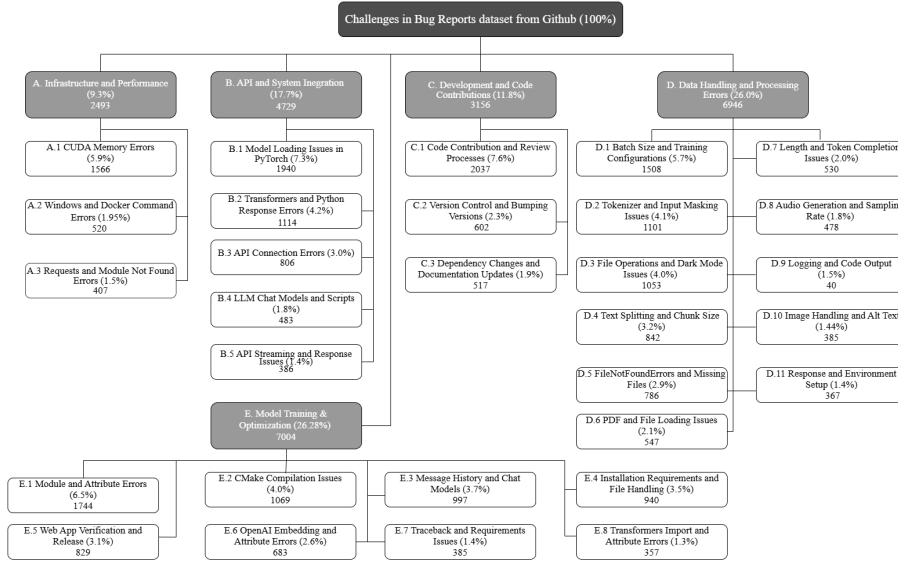 Challenges in Bug Reports dataset from Github (100%)
A. Infrastructure and Performance
(9.3%)
2493
B. API and System Inegration
(17.7%)
4729
C. Development and Code
Contributions (11.8%)
3156
D. Data Handling and Processing
Errors (26.0%)
6946
A.1 CUDA Memory Errors
(5.9%)
1566
A.2 Windows and Docker Command
Errors (1.95%)
520
A.3 Requests and Module Not Found
Errors (1.5%)
407
B.1 Model Loading Issues in
PyTorch (7.3%)
1940
B.2 Transformers and Python
Response Errors (4.2%)
1114
B.3 API Connection Errors (3.0%)
806
B.4 LLM Chat Models and Scripts
(1.8%)
483
B.5 API Streaming and Response
Issues (1.4%)
386
C.1 Code Contribution and Review
Processes (7.6%)
2037
C.2 Version Control and Bumping
Versions (2.3%)
602
C.3 Dependency Changes and
Documentation Updates (1.9%)
517
D.1 Batch Size and Training
Configurations (5.7%)
1508
D.2 Tokenizer and Input Masking
Issues (4.1%)
1101
D.3 File Operations and Dark Mode
Issues (4.0%)
1053
D.4 Text Splitting and Chunk Size
(3.2%)
842
D.5 FileNotFoundErrors and Missing
Files (2.9%)
786
D.6 PDF and File Loading Issues
(2.1%)
547
D.7 Length and Token Completion
Issues (2.0%)
530
D.8 Audio Generation and Sampling
Rate (1.8%)
478
D.9 Logging and Code Output
(1.5%)
40
D.10 Image Handling and Alt Text
(1.44%)
385
D.11 Response and Environment
Setup (1.4%)
367
E. Model Training &
Optimization (26.28%)
7004
E.1 Module and Attribute Errors
(6.5%)
1744
E.2 CMake Compilation Issues
(4.0%)
1069
E.3 Message History and Chat
Models (3.7%)
997
E.4 Installation Requirements and
File Handling (3.5%)
940
E.5 Web App Verification and
Release (3.1%)
829
E.6 OpenAI Embedding and
Attribute Errors (2.6%)
683
E.7 Traceback and Requirements
Issues (1.4%)
385
E.8 Transformers Import and
Attribute Errors (1.3%)
357